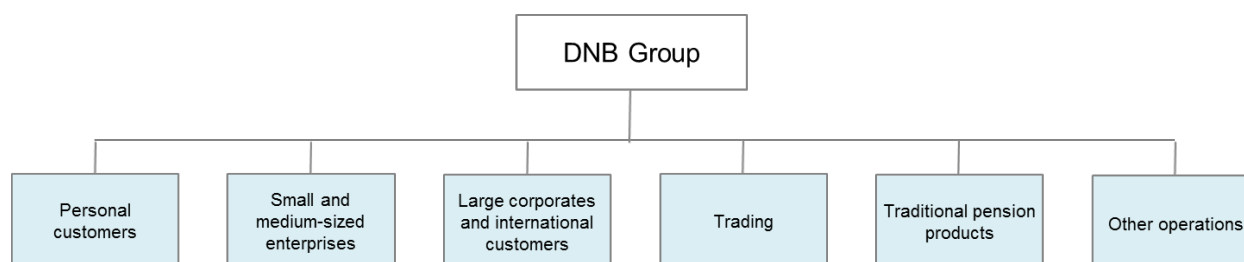 DNB Group
Personal
customers
Small and
medium-sized
enterprises
Large corporates
and international
customers
Trading
Traditional pension
products
Other operations